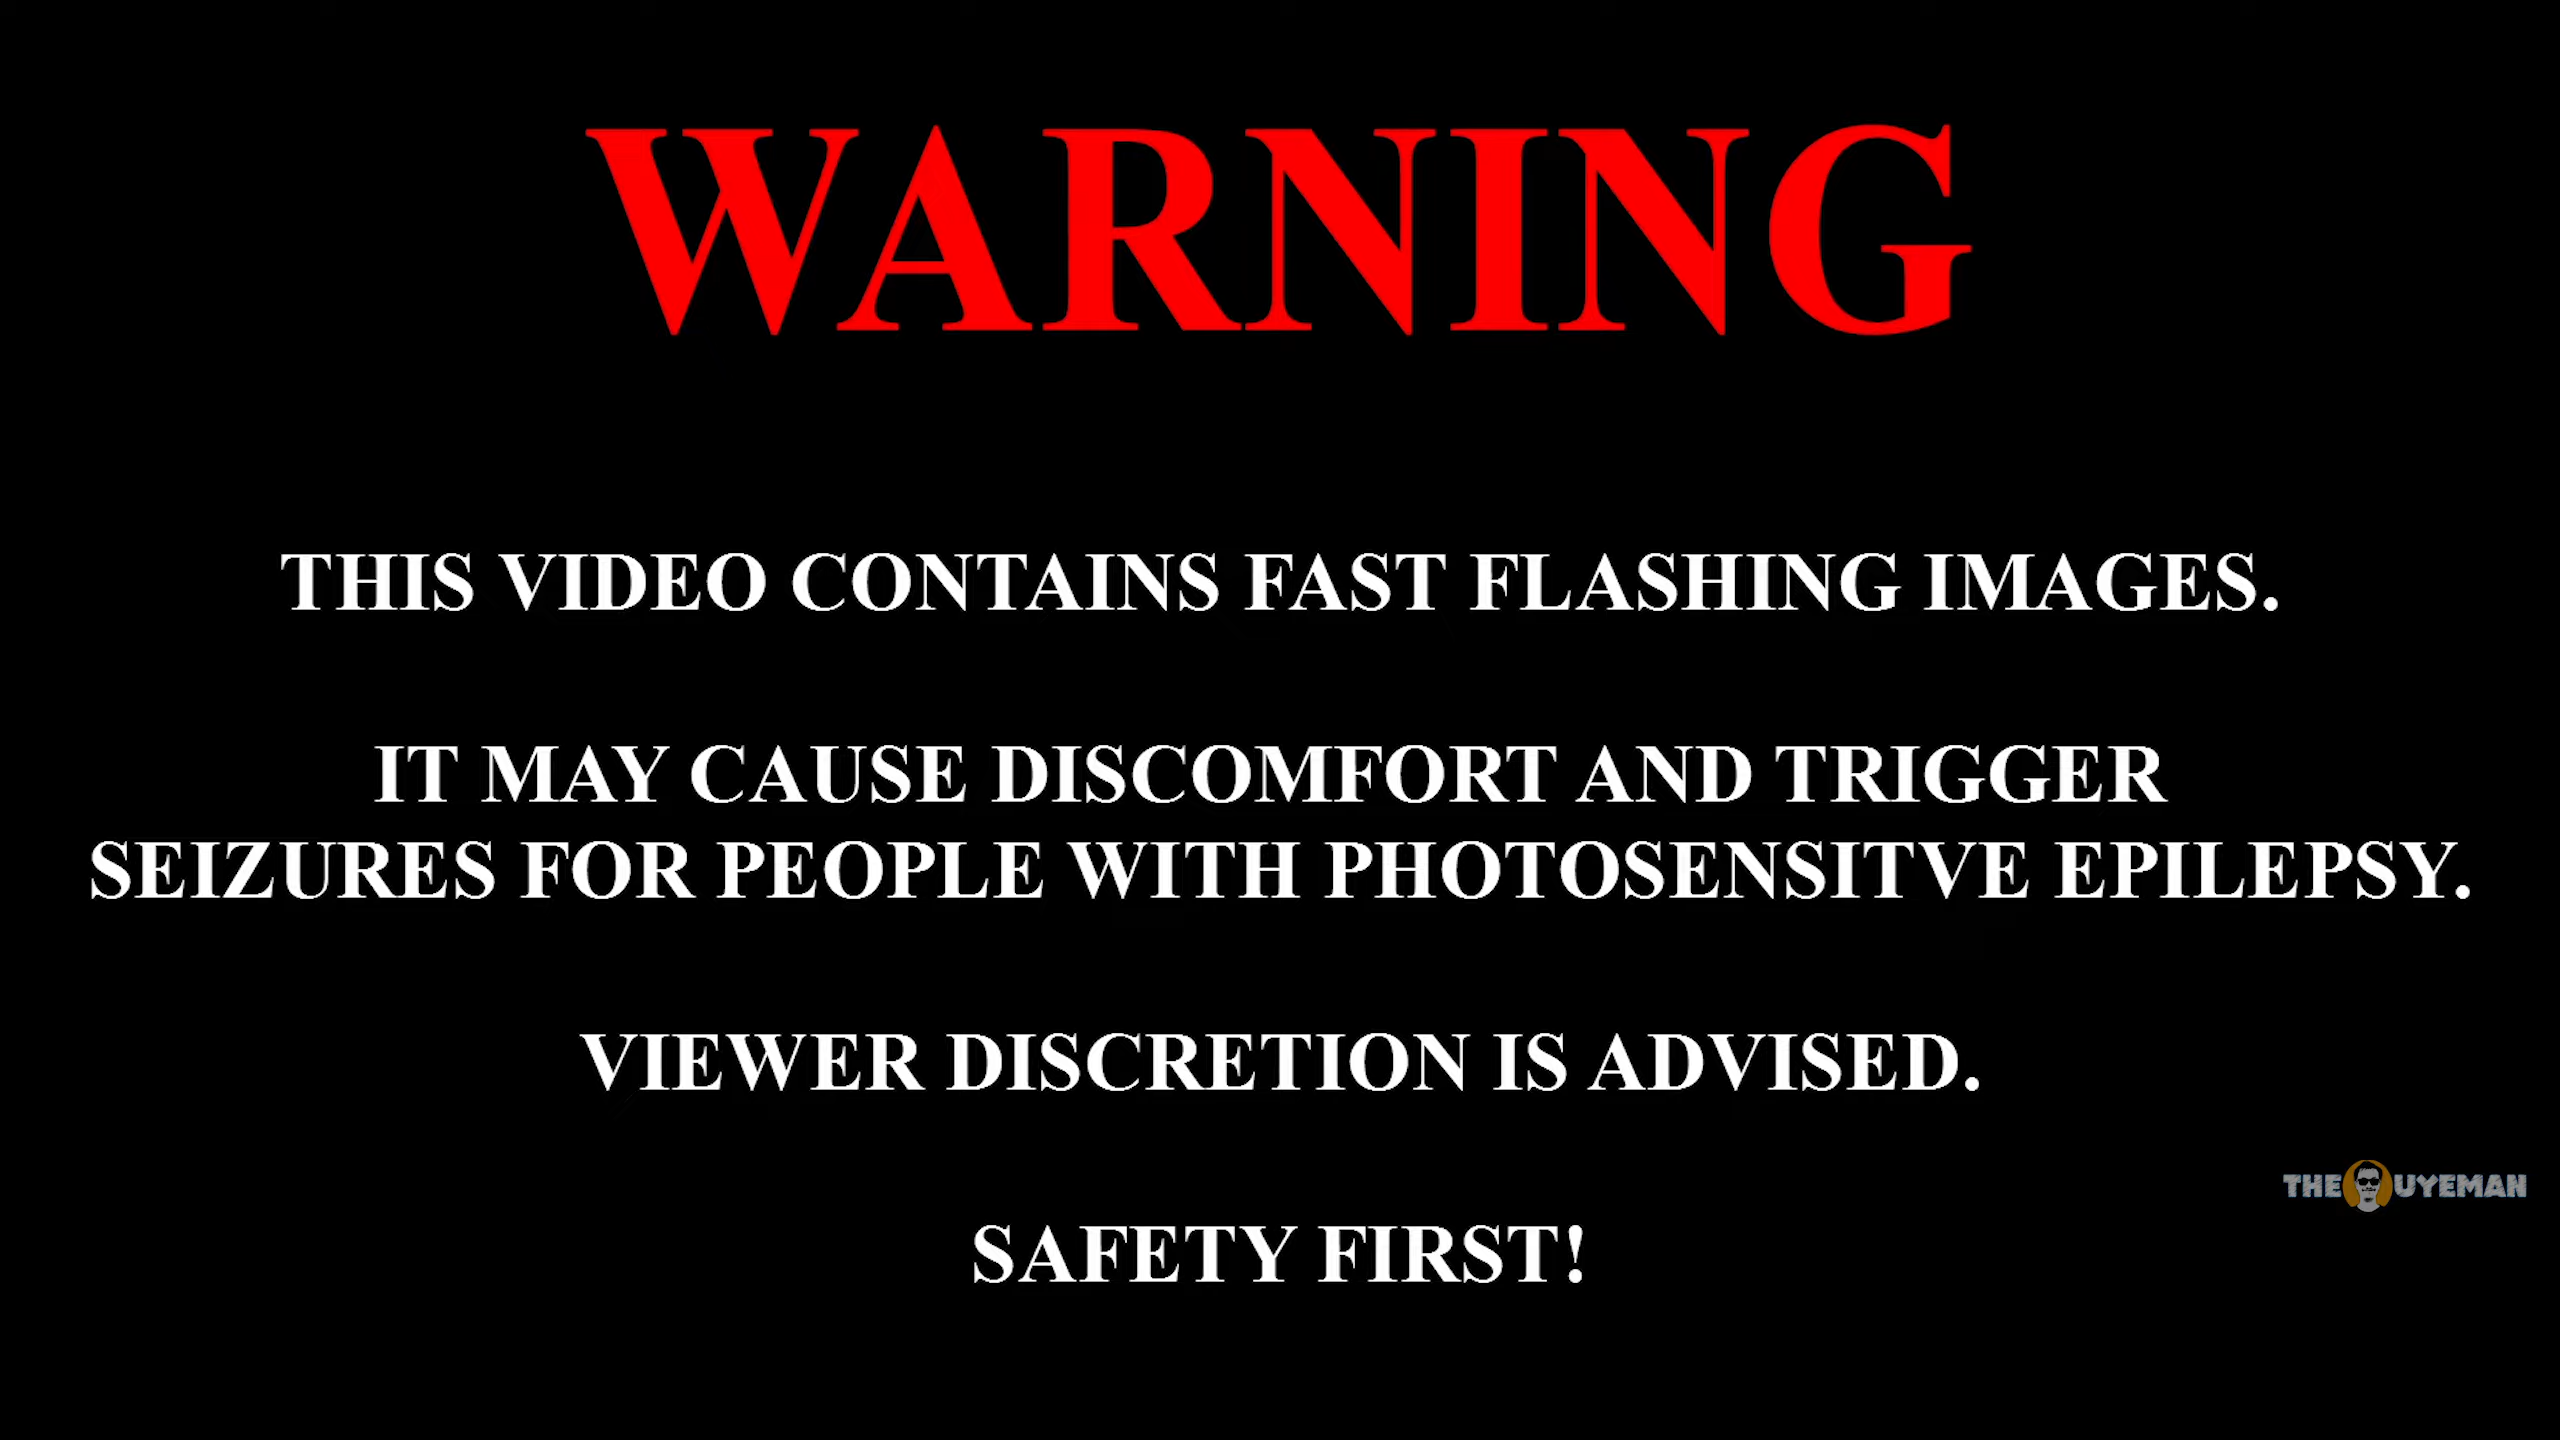 WARNING
THIS VIDEO CONTAINS FAST FLASHING IMAGES.
IT MAY CAUSE DISCOMFORT AND TRIGGER
SEIZURES FOR PEOPLE WITH PHOTOSENSITVE EPILEPSY.
VIEWER DISCRETION IS ADVISED.
THE UYEMAN
SAFETY FIRST!